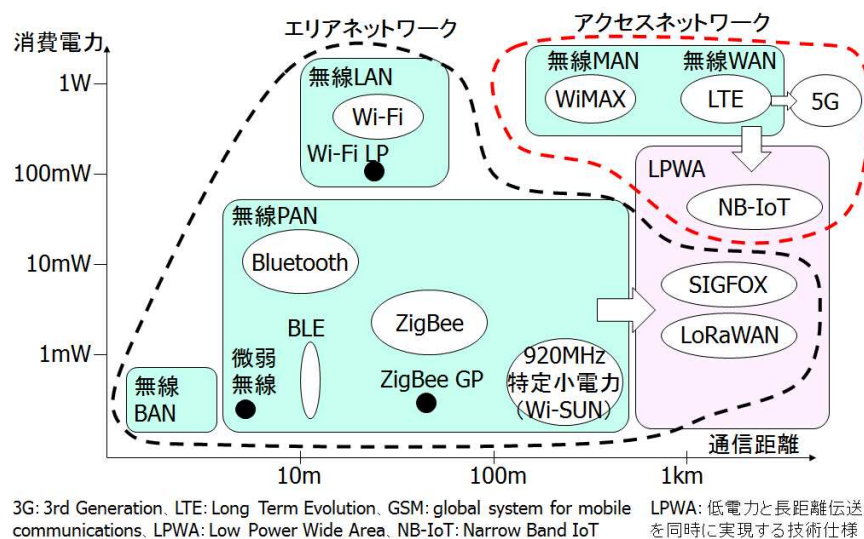 エリアネットワーク
アクセスネットワーク
消費電力
1W
100mW
10mW
1mW
無線LAN
Wi-Fi
Wi-Fi LP
無線MAN
WiMAX
無線WAN
LTE
5G
LPWA
NB-IoT
SIGFOX
LoRaWAN
無線PAN
Bluetooth
BLE
ZigBee
微弱
無線
ZigBee GP
920MHz
特定小電力
(Wi-SUN)
無線
BAN
通信距離
10m
100m
1km
3G: 3rd Generation、LTE: Long Term Evolution、GSM: global system for mobile
communications、LPWA: Low Power Wide Area、NB-IoT: Narrow Band IoT
LPWA: 低電力と長距離伝送
を同時に実現する技術仕様